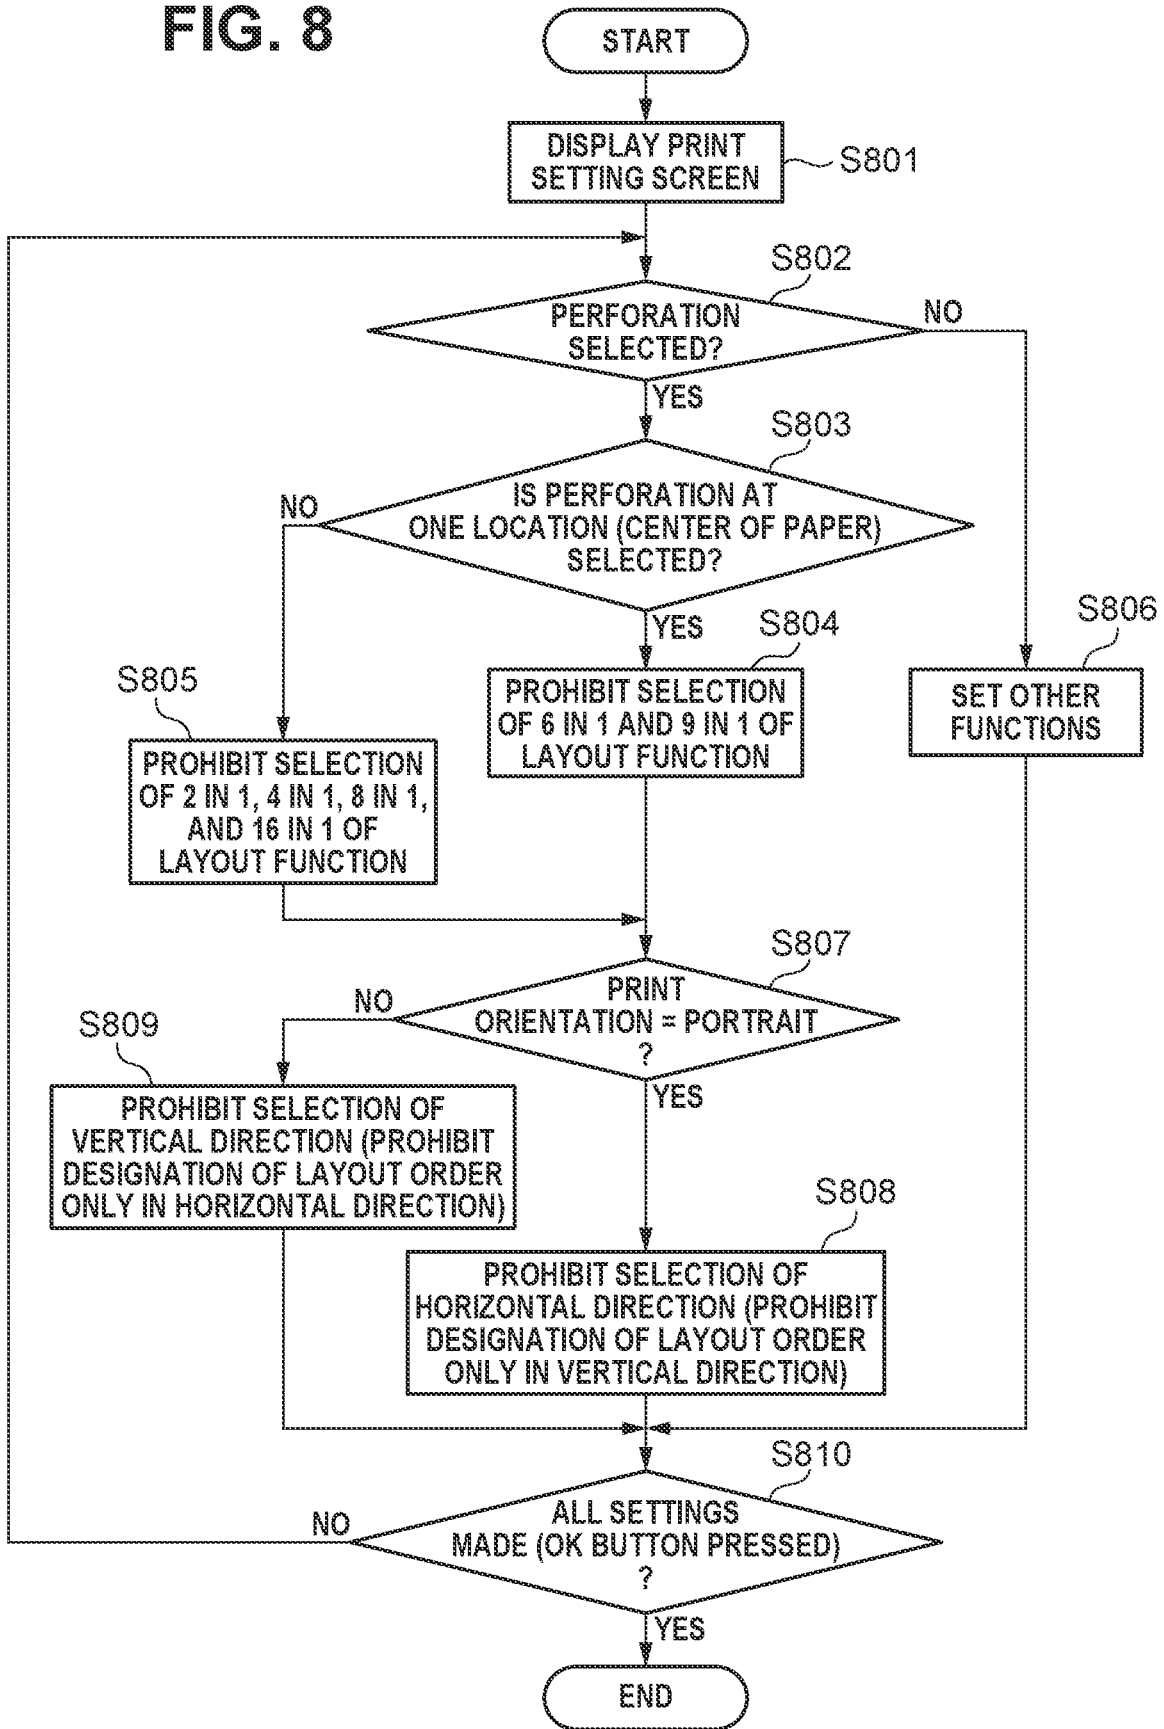 FIG. 8
START
DISPLAY PRINT
SETTING SCREEN
S801
S802
PERFORATION
SELECTED?
NO
YES
S803
IS PERFORATION AT
ONE LOCATION (CENTER OF PAPER)
SELECTED?
NO
YES
S804
PROHIBIT SELECTION
OF 6 IN 1 AND 9 IN 1 OF
LAYOUT FUNCTION
S806
SET OTHER
FUNCTIONS
S805
PROHIBIT SELECTION
OF 2 IN 1, 4 IN 1, 8 IN 1,
AND 16 IN 1 OF
LAYOUT FUNCTION
S807
PRINT
ORIENTATION = PORTRAIT
?
NO
YES
S809
PROHIBIT SELECTION OF
VERTICAL DIRECTION (PROHIBIT
DESIGNATION OF LAYOUT ORDER
ONLY IN HORIZONTAL DIRECTION)
S808
PROHIBIT SELECTION OF
HORIZONTAL DIRECTION (PROHIBIT
DESIGNATION OF LAYOUT ORDER
ONLY IN VERTICAL DIRECTION)
S810
ALL SETTINGS
MADE (OK BUTTON PRESSED)
?
NO
YES
END